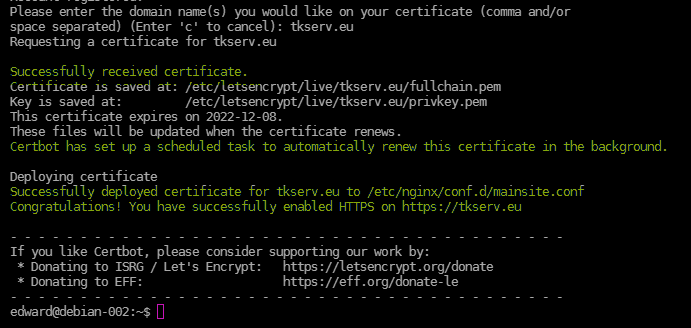 Please enter the domain name(s) you would like on your certificate (comma and/or
space separated) (Enter 'c' to cancel): tkserv.eu
Requesting a certificate for tkserv.eu
Successfully received certificate.
Certificate is saved at: /etc/letsencrypt/live/tkserv.eu/fullchain.pem
Key is saved at: /etc/letsencrypt/live/tkserv.eu/privkey.pem
This certificate expires on 2022-12-08.
These files will be updated when the certificate renews.
Certbot has set up a scheduled task to automatically renew this certificate in the background.
Deploying certificate
Successfully deployed certificate for tkserv.eu to /etc/nginx/conf.d/mainsite.conf
Congratulations! You have successfully enabled HTTPS on https://tkserv.eu
- - - - - - - - - - - - - - - - - - - - - - - - - - - - - - - - - - - - - - - -
If you like Certbot, please consider supporting our work by:
* Donating to ISRG / Let's Encrypt: https://letsencrypt.org/donate
* Donating to EFF: https://eff.org/donate-le
- - - - - - - - - - - - - - - - - - - - - - - - - - - - - - - - - - - - - - - -
edward@debian-002:~$